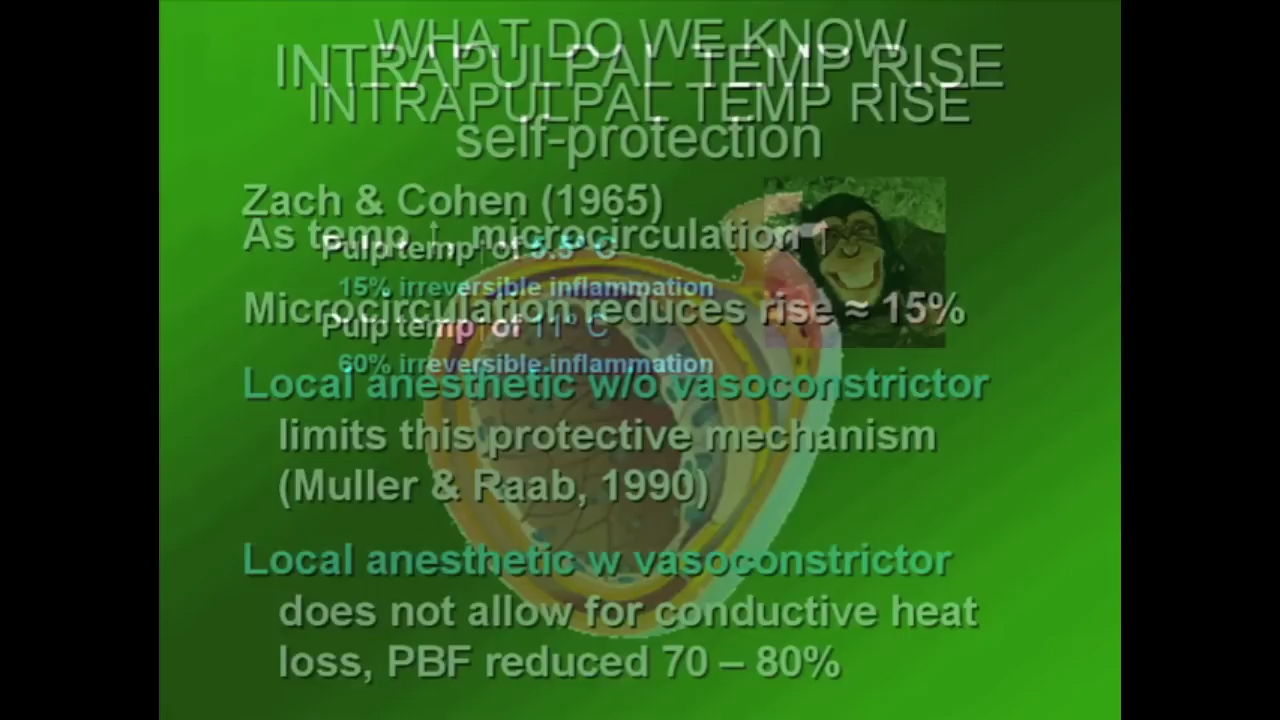 WHAT DO WE KNOW
INTRAPULPAL TEMP RISE
INTRAPULPAL TEMP RISE
self-protection
Zach & Cohen (1965)
As temp ↑, microcirculation ↑
Pulp temp ↑ of 5.5° C
15% irreversible inflammation
Microcirculation reduces rise ≈ 15%
Pulp temp ↑ of 11° C
60% irreversible inflammation
Local anesthetic w/o vasoconstrictor
limits this protective mechanism
(Muller & Raab, 1990)
Local anesthetic w vasoconstrictor
does not allow for conductive heat
loss, PBF reduced 70 – 80%